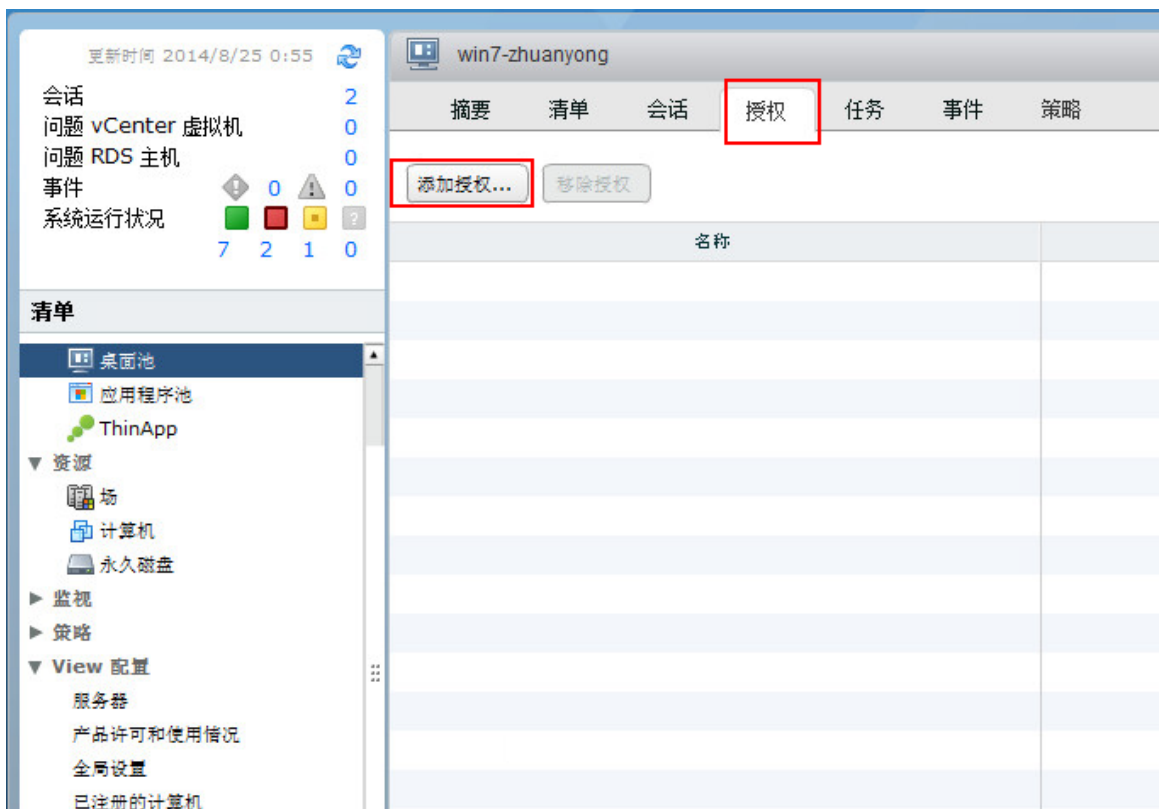 更新时间 2014/8/25 0:55
会话 2
问题 vCenter 虚拟机 0
问题 RDS 主机 0
事件 0 0
系统运行状况 ?
7 2 1 0
清单
桌面池
应用程序池
ThinApp
资源
场
计算机
永久磁盘
监视
策略
View 配置
服务器
产品许可和使用情况
全局设置
已注册的计算机
win7-zhuanyong
摘要 清单 会话 授权 任务 事件 策略
添加授权... 移除授权
名称